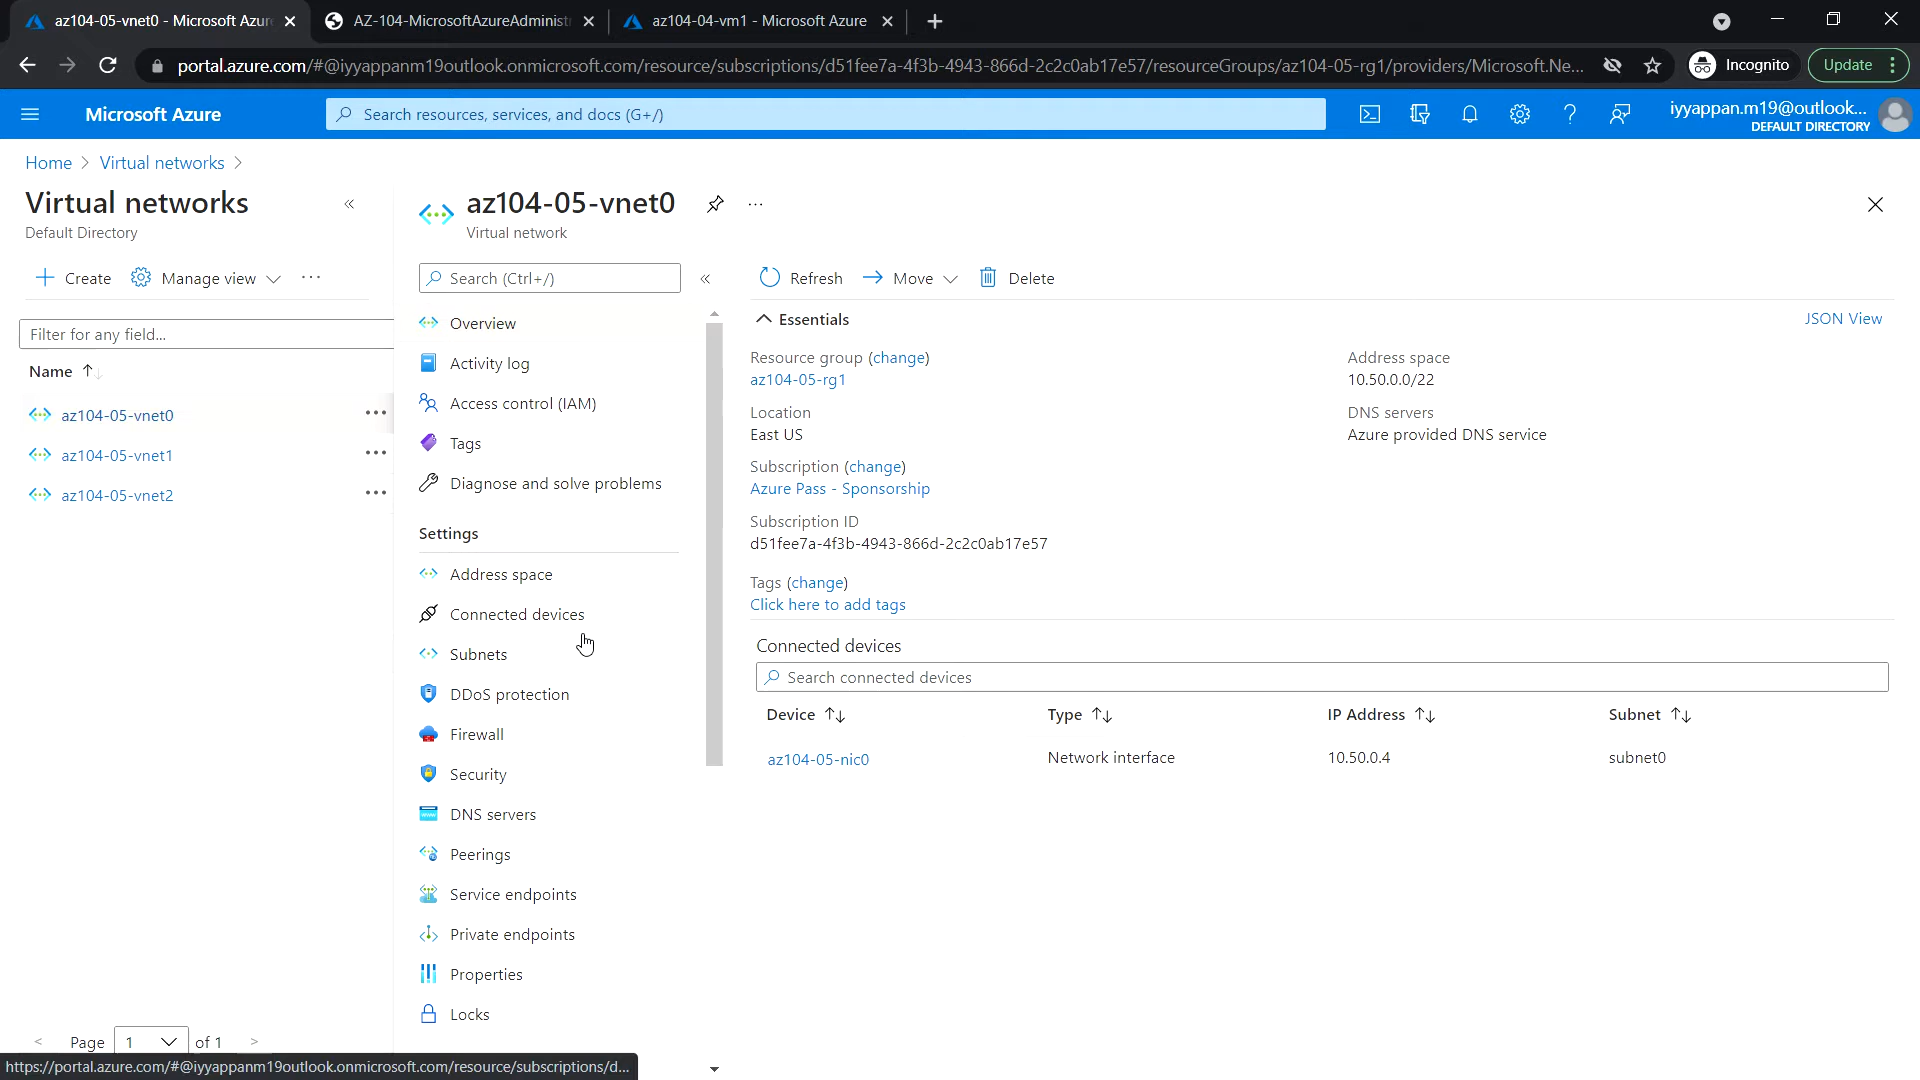 az104-05-vnet0 - Microsoft Azur
AZ-104-MicrosoftAzureAdminist
az104-04-vm1 - Microsoft Azure
portal.azure.com/#@iyyappanm19outlook.onmicrosoft.com/resource/subscriptions/d51fee7a-4f3b-4943-866d-2c2c0ab17e57/resourceGroups/az104-05-rg1/providers/Microsoft.Ne...
Incognito
Update
Microsoft Azure
Search resources, services, and docs (G+/)
iyyappan.m19@outlook...
DEFAULT DIRECTORY
Home > Virtual networks >
Virtual networks
Default Directory
Create
Manage view
Filter for any field...
Name
az104-05-vnet0
az104-05-vnet1
az104-05-vnet2
< Page 1 of 1 >
az104-05-vnet0
Virtual network
Search (Ctrl+/)
Overview
Activity log
Access control (IAM)
Tags
Diagnose and solve problems
Settings
Address space
Connected devices
Subnets
DDoS protection
Firewall
Security
DNS servers
Peerings
Service endpoints
Private endpoints
Properties
Locks
Refresh
Move
Delete
Essentials
JSON View
Resource group (change)
az104-05-rg1
Location
East US
Subscription (change)
Azure Pass - Sponsorship
Subscription ID
d51fee7a-4f3b-4943-866d-2c2c0ab17e57
Tags (change)
Click here to add tags
Address space
10.50.0.0/22
DNS servers
Azure provided DNS service
Connected devices
Search connected devices
Device Type IP Address Subnet
az104-05-nic0 Network interface 10.50.0.4 subnet0
https://portal.azure.com/#@iyyappanm19outlook.onmicrosoft.com/resource/subscriptions/d...